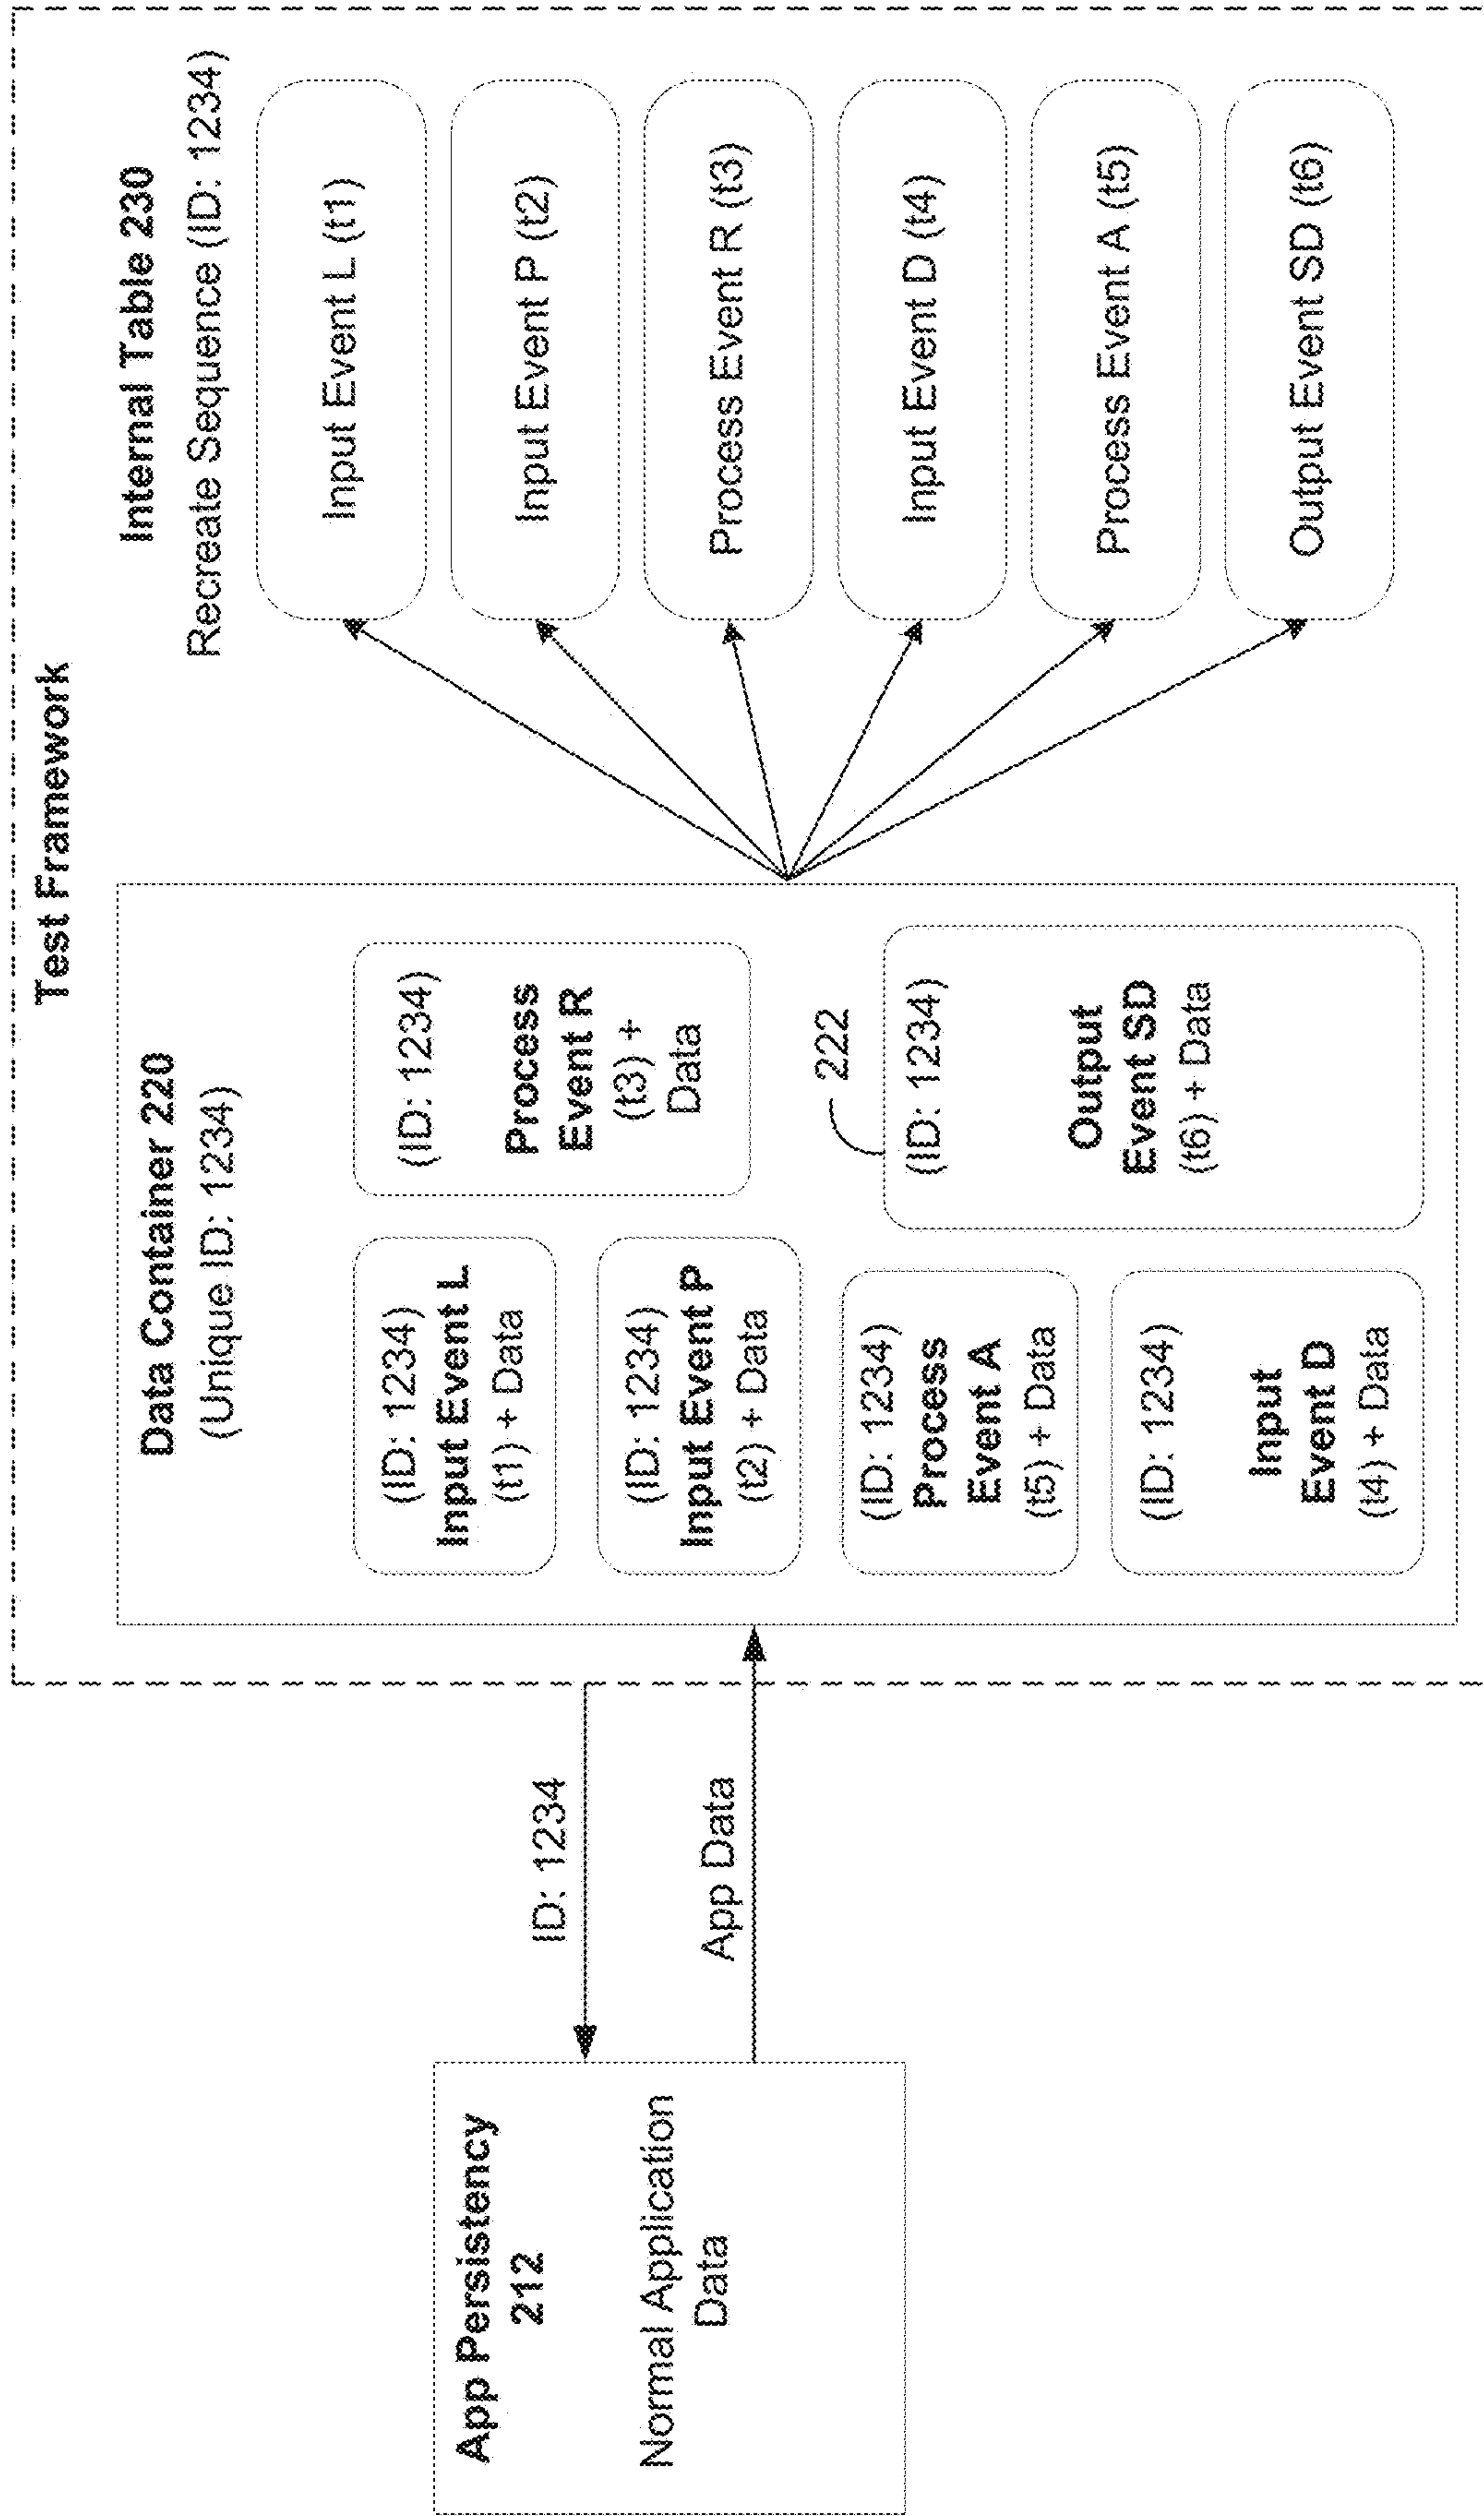 Test Framework
App Persistency
212
Normal Application
Data
ID: 1234
App Data
Data Container 220
(Unique ID: 1234)
(ID: 1234)
Input Event L
(t1) + Data
(ID: 1234)
Process
Event R
(t3) +
Data
(ID: 1234)
Input Event P
(t2) + Data
222
(ID: 1234)
Process
Event A
(t5) + Data
(ID: 1234)
Output
Event SD
(t6) + Data
(ID: 1234)
Input
Event D
(t4) + Data
Internal Table 230
Recreate Sequence (ID: 1234)
Input Event L (t1)
Input Event P (t2)
Process Event R (t3)
Input Event D (t4)
Process Event A (t5)
Output Event SD (t6)